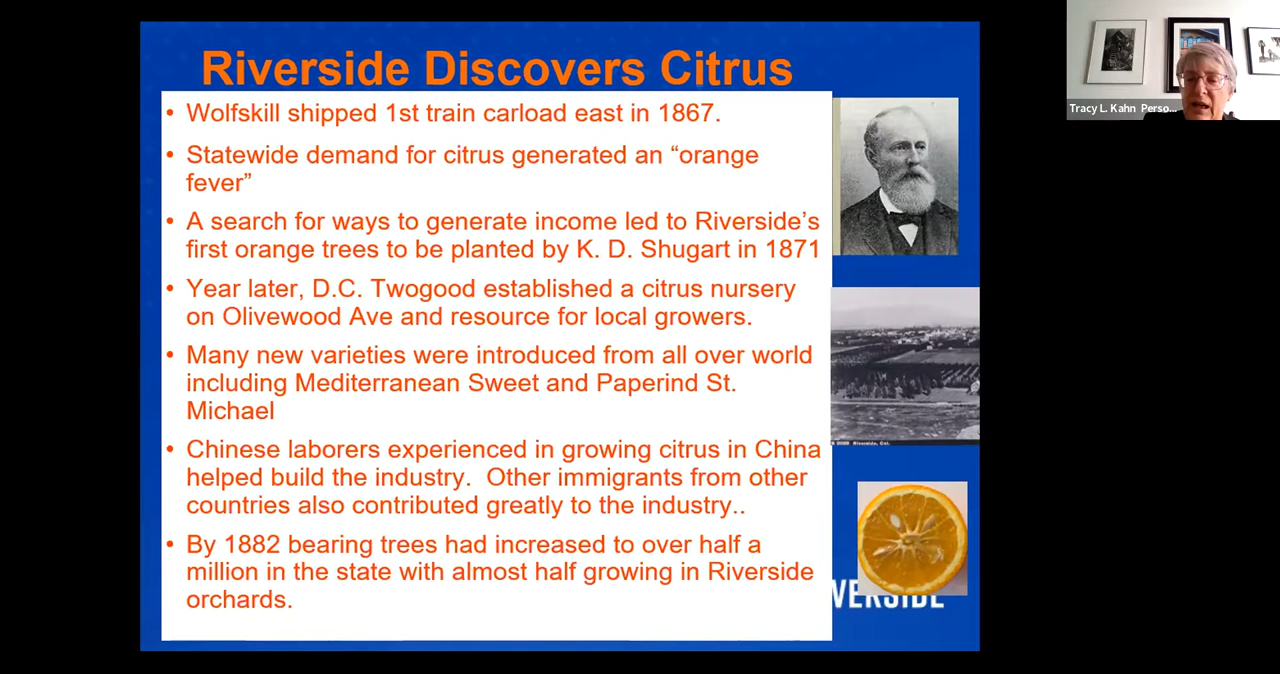 Riverside Discovers Citrus
• Wolfskill shipped 1st train carload east in 1867.
• Statewide demand for citrus generated an “orange
fever”
• A search for ways to generate income led to Riverside’s
first orange trees to be planted by K. D. Shugart in 1871
• Year later, D.C. Twogood established a citrus nursery
on Olivewood Ave and resource for local growers.
• Many new varieties were introduced from all over world
including Mediterranean Sweet and Paperind St.
Michael
• Chinese laborers experienced in growing citrus in China
helped build the industry.  Other immigrants from other
countries also contributed greatly to the industry..
• By 1882 bearing trees had increased to over half a
million in the state with almost half growing in Riverside
orchards.
Riverside, Cal.
VERSIDE
Tracy L. Kahn Perso...